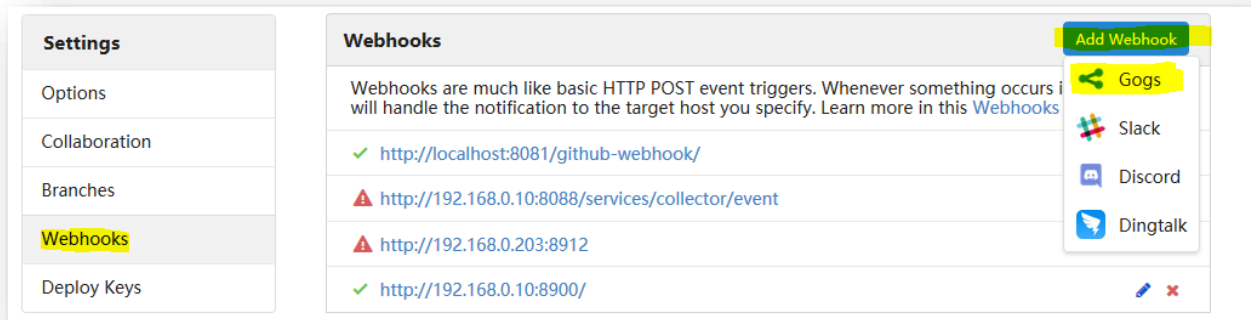 Settings
Options
Collaboration
Branches
Webhooks
Deploy Keys
Webhooks
Add Webhook
Webhooks are much like basic HTTP POST event triggers. Whenever something occurs i
will handle the notification to the target host you specify. Learn more in this Webhooks
http://localhost:8081/github-webhook/
http://192.168.0.10:8088/services/collector/event
http://192.168.0.203:8912
http://192.168.0.10:8900/
Gogs
Slack
Discord
Dingtalk